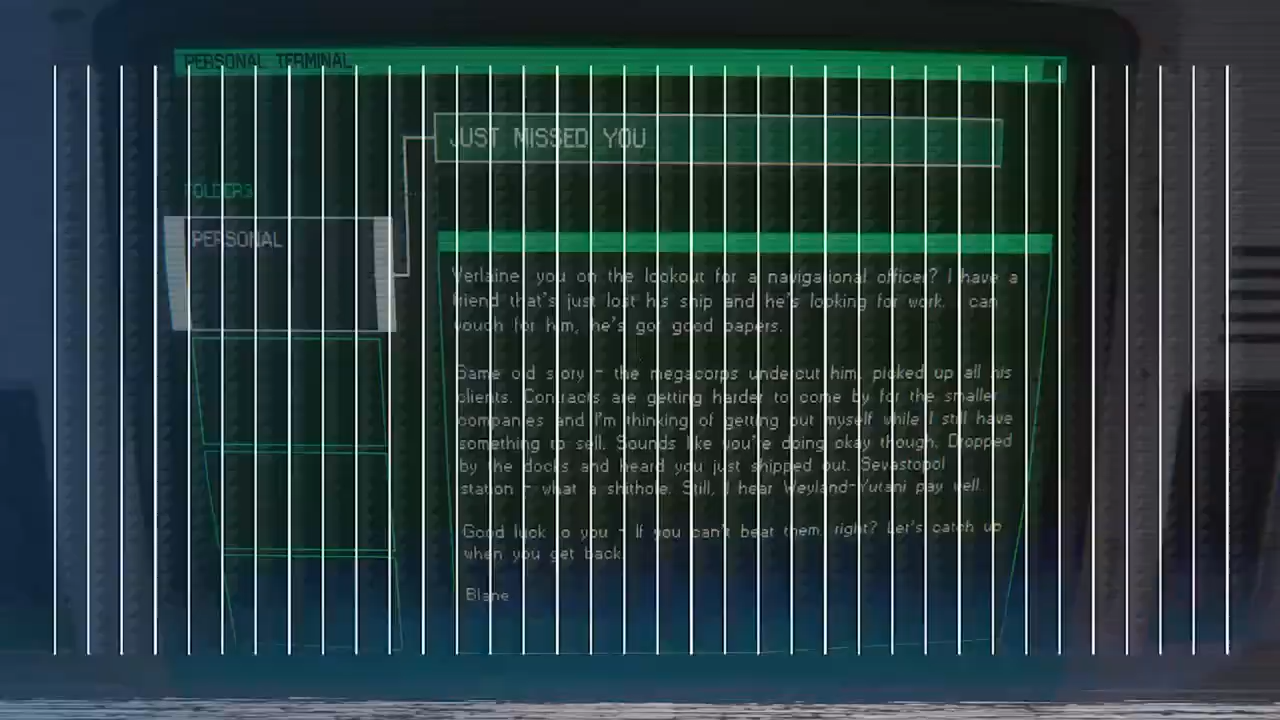 PERSONAL TERMINAL
JUST MISSED YOU
FOLDERS
PERSONAL
Verlaine you on the lookout for a navigational officer? I have a
friend that's just lost his ship and he's looking for work. I can
vouch for him, he's got good papers.
Same old story - the megacorps undercut him, picked up all his
clients. Contracts are getting harder to come by for the smaller
companies and I'm thinking of getting out myself while I still have
something to sell. Sounds like you're doing okay though. Dropped
by the docks and heard you just shipped out. Sevastopol
station - what a shithole. Still, I hear Weyland-Yutani pay well.
Good luck to you - If you can't beat them, right? Let's catch up
when you get back.
Blane